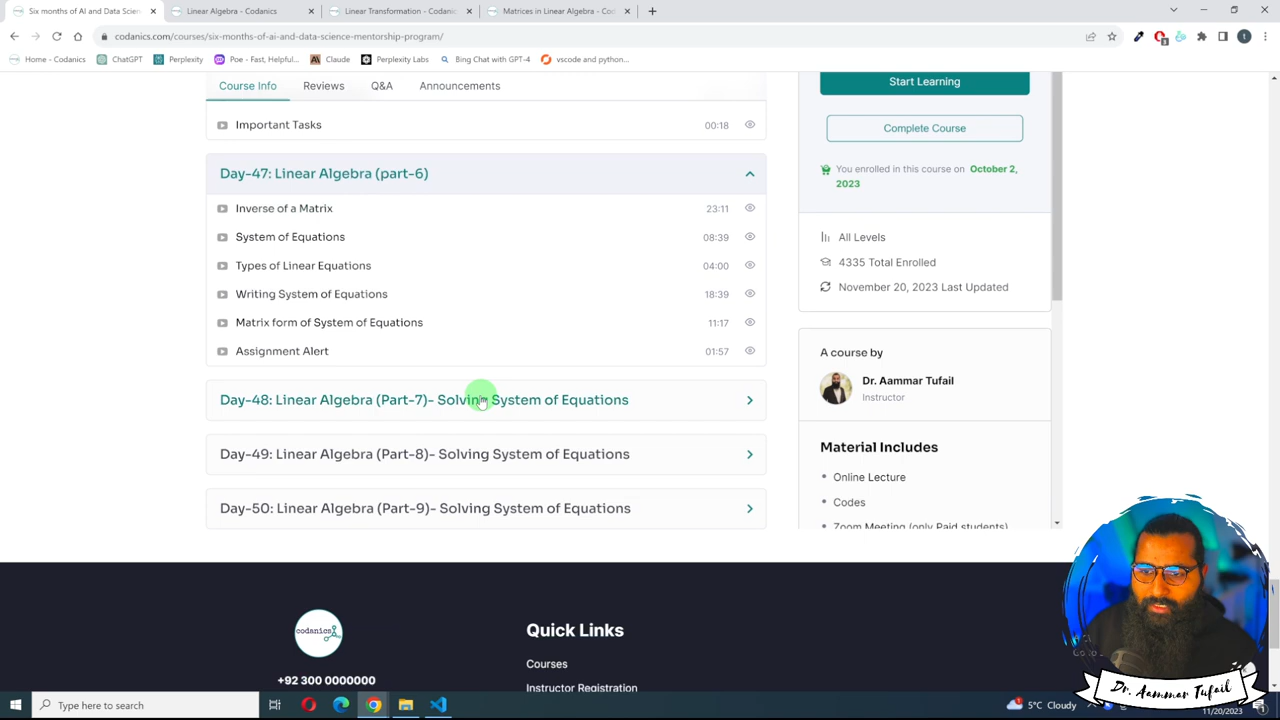 Six months of AI and Data Scien
Linear Algebra - Codanics
Linear Transformation - Codanic
Matrices in Linear Algebra - Cod
codanics.com/courses/six-months-of-ai-and-data-science-mentorship-program/
Home - Codanics
ChatGPT
Perplexity
Poe - Fast, Helpful...
Claude
Perplexity Labs
Bing Chat with GPT-4
vscode and python...
Course Info
Reviews
Q&A
Announcements
Important Tasks
00:18
Day-47: Linear Algebra (part-6)
Inverse of a Matrix
23:11
System of Equations
08:39
Types of Linear Equations
04:00
Writing System of Equations
18:39
Matrix form of System of Equations
11:17
Assignment Alert
01:57
Day-48: Linear Algebra (Part-7)- Solving System of Equations
Day-49: Linear Algebra (Part-8)- Solving System of Equations
Day-50: Linear Algebra (Part-9)- Solving System of Equations
Start Learning
Complete Course
You enrolled in this course on October 2,
2023
All Levels
4335 Total Enrolled
November 20, 2023 Last Updated
A course by
Dr. Aammar Tufail
Instructor
Material Includes
Online Lecture
Codes
Zoom Meeting (only Paid students)
codanics
+92 300 0000000
Quick Links
Courses
Instructor Registration
Dr. Aammar Tufail
Type here to search
5°C Cloudy
11/20/2023